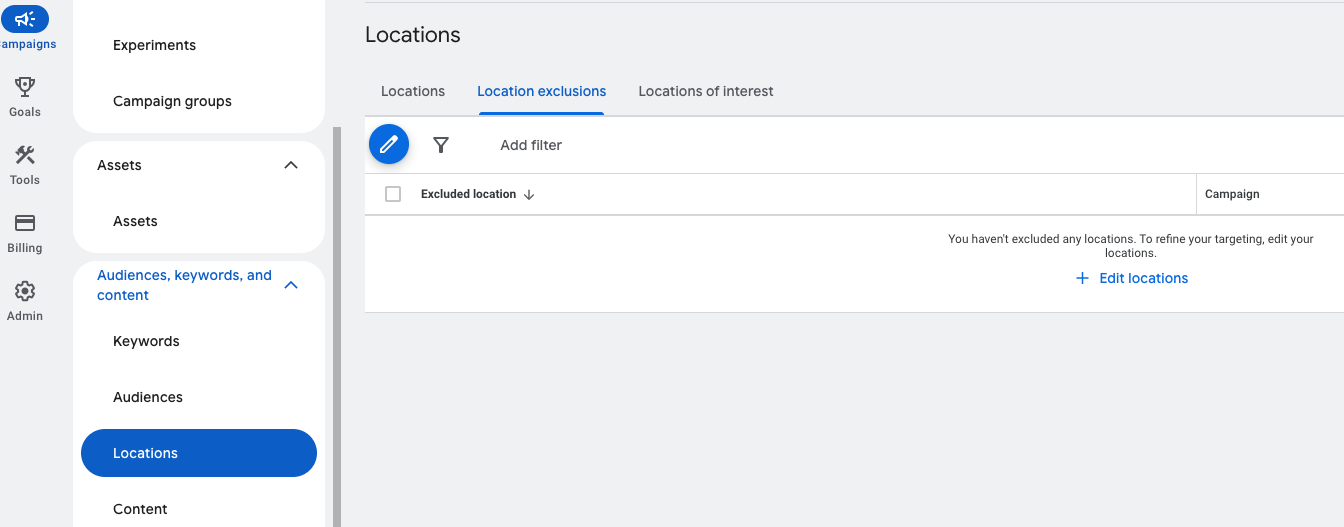 ampaigns
Goals
Tools
Billing
Admin
Experiments
Campaign groups
Assets
Assets
Audiences, keywords, and
content
Keywords
Audiences
Locations
Content
Locations
Locations
Location exclusions
Locations of interest
Add filter
Excluded location
Campaign
You haven't excluded any locations. To refine your targeting, edit your
locations.
Edit locations